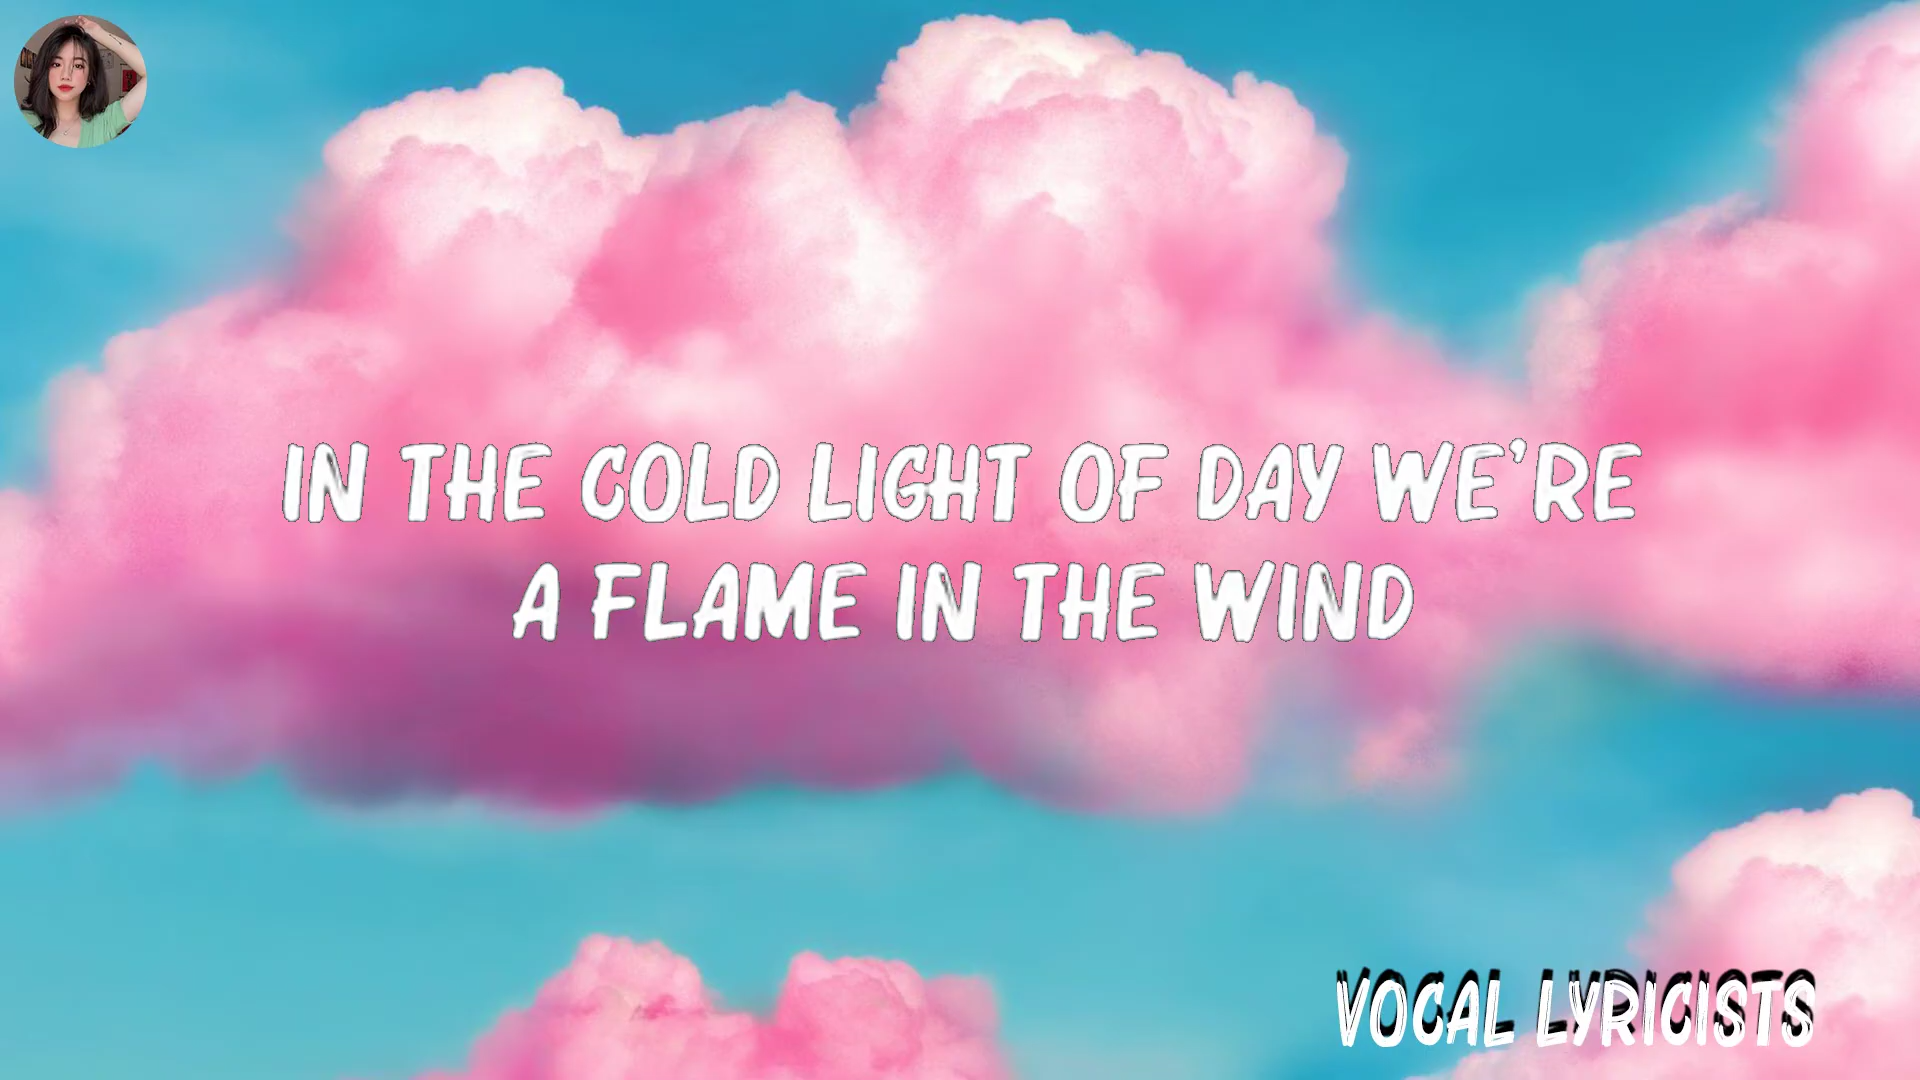 IN THE COLD LIGHT OF DAY WE'RE
A FLAME IN THE WIND
VOCAL LYRICISTS